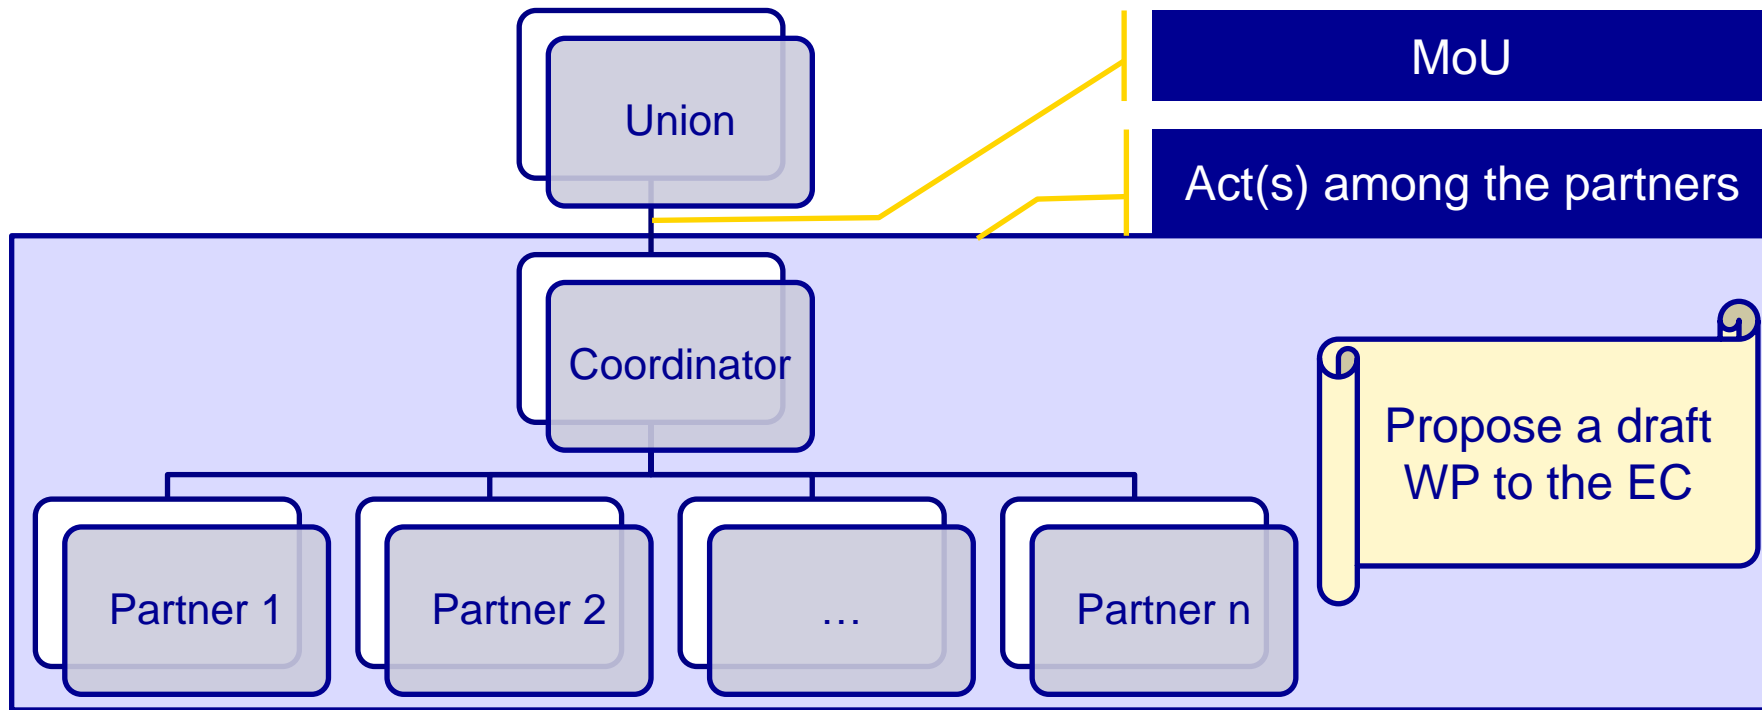 MoU
Union
Act(s) among the partners
Coordinator
Propose a draft
WP to the EC
Partner 1
Partner 2
…
Partner n